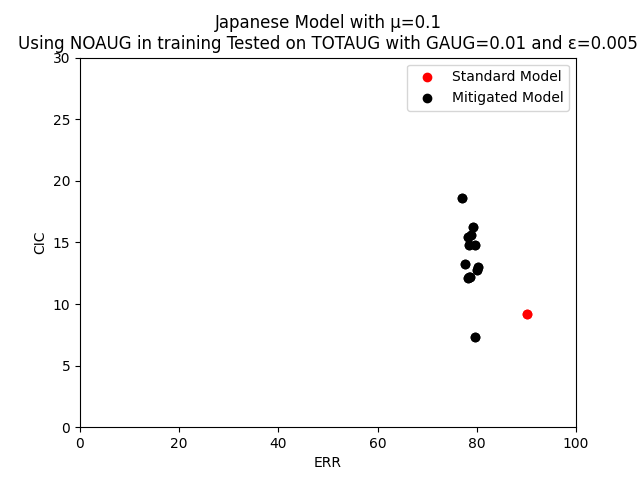 Japanese Model with μ=0.1
Using NOAUG in training Tested on TOTAUG with GAUG=0.01 and ε=0.005
Standard Model
Mitigated Model
30
25
20
15
10
5
0
CIC
0 20 40 60 80 100
ERR